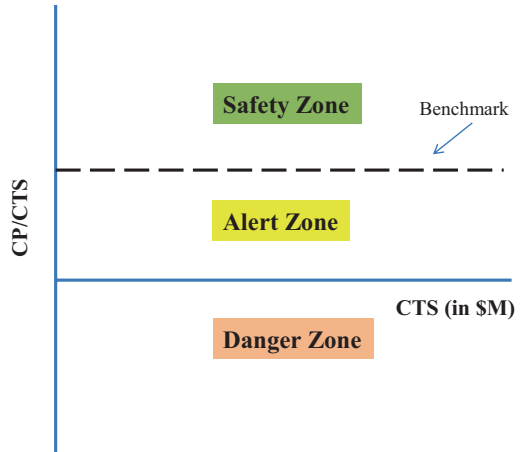 Safety Zone
Benchmark
CP/CTS
Alert Zone
CTS (in $M)
Danger Zone